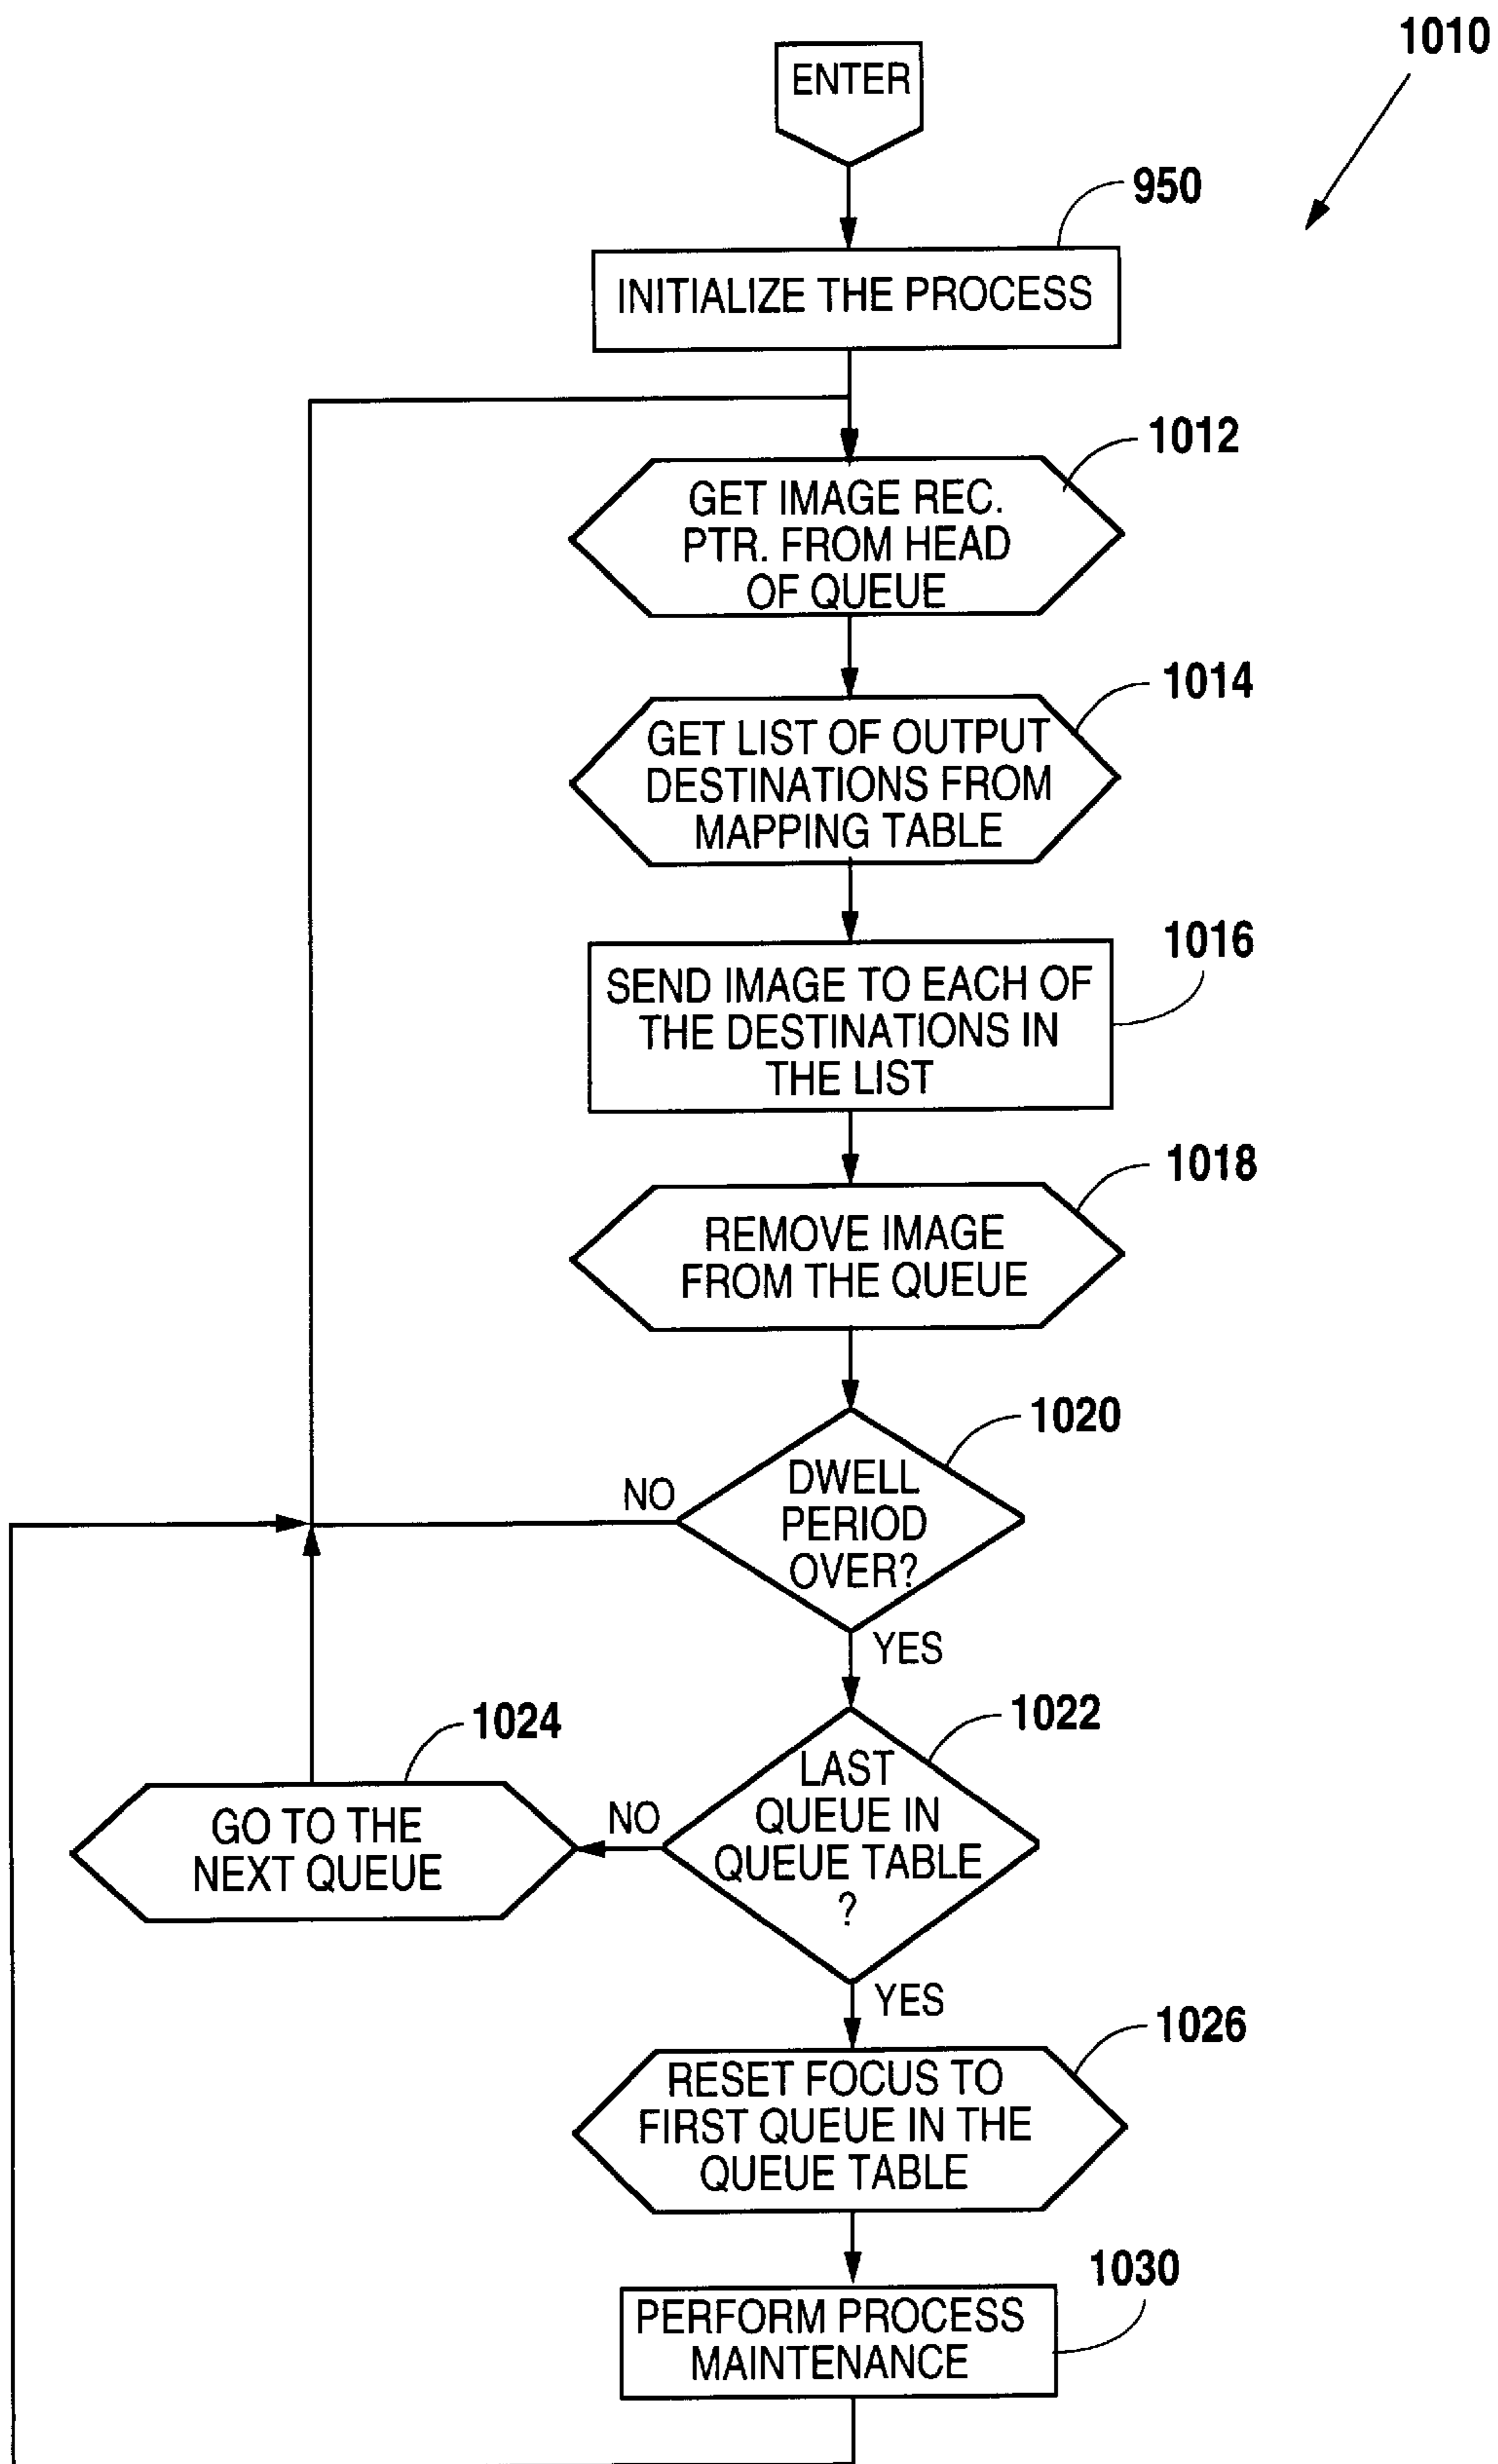 1010
ENTER
950
INITIALIZE THE PROCESS
1012
GET IMAGE REC.
PTR. FROM HEAD
OF QUEUE
1014
GET LIST OF OUTPUT
DESTINATIONS FROM
MAPPING TABLE
1016
SEND IMAGE TO EACH OF
THE DESTINATIONS IN
THE LIST
1018
REMOVE IMAGE
FROM THE QUEUE
1020
NO
DWELL
PERIOD
OVER?
YES
1022
LAST
QUEUE IN
QUEUE TABLE
?
NO
1024
GO TO THE
NEXT QUEUE
YES
1026
RESET FOCUS TO
FIRST QUEUE IN THE
QUEUE TABLE
1030
PERFORM PROCESS
MAINTENANCE